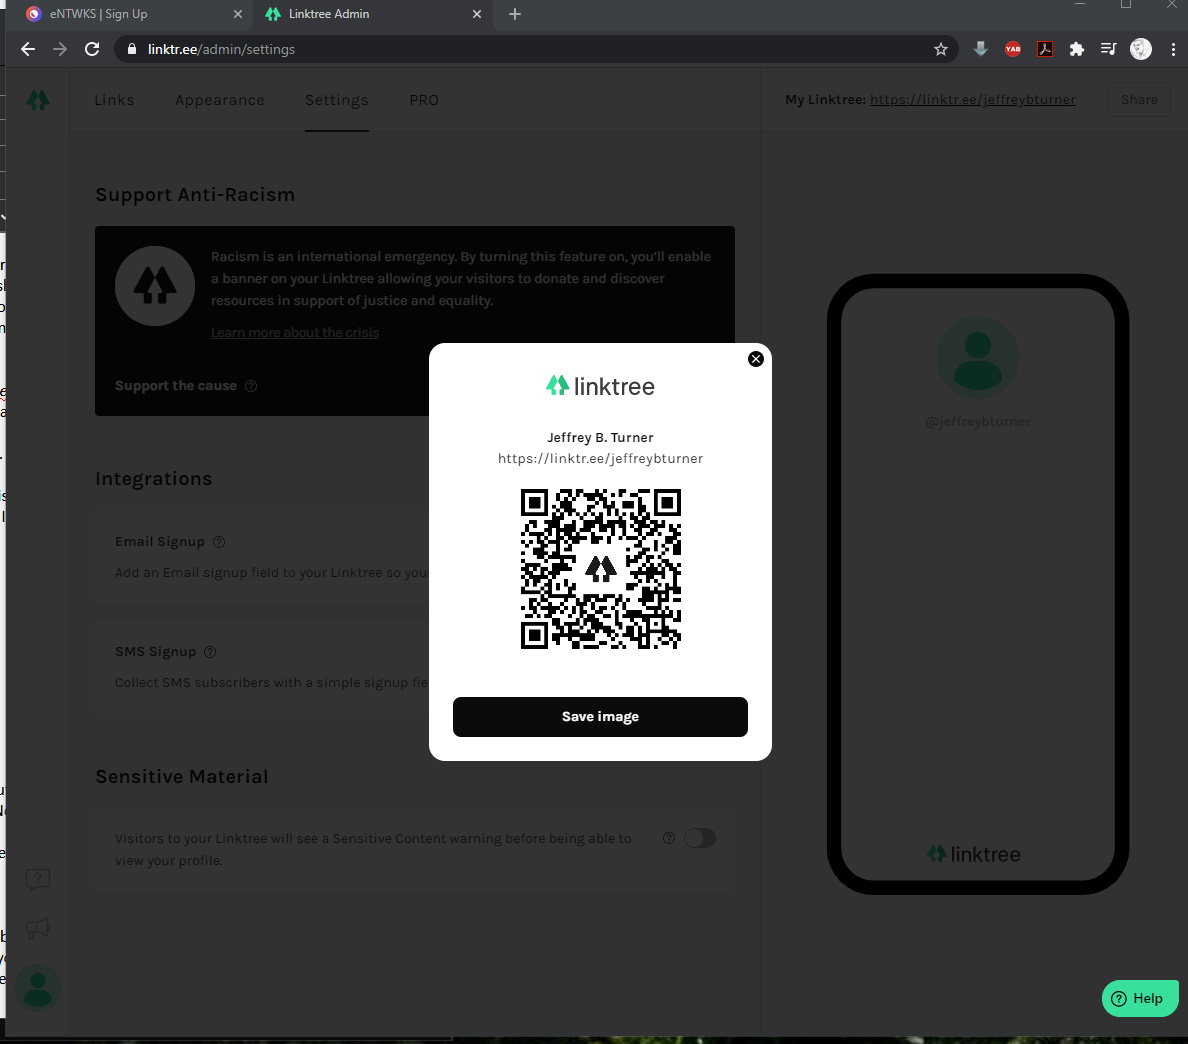 eNTWKS | Sign Up
Linktree Admin
linktr.ee/admin/settings
YAB
Links
Appearance
Settings
PRO
My Linktree: https://linktr.ee/jeffreybturner
Share
Support Anti-Racism
Racism is an international emergency. By turning this feature on, you'll enable
a banner on your Linktree allowing your visitors to donate and discover
resources in support of justice and equality.
Learn more about the crisis
Support the cause
linktree
Jeffrey B. Turner
https://linktr.ee/jeffreybturner
Save image
@jeffreybturner
Integrations
Email Signup
Add an Email signup field to your Linktree so you
SMS Signup
Collect SMS subscribers with a simple signup fie
Sensitive Material
Visitors to your Linktree will see a Sensitive Content warning before being able to
view your profile.
linktree
Help